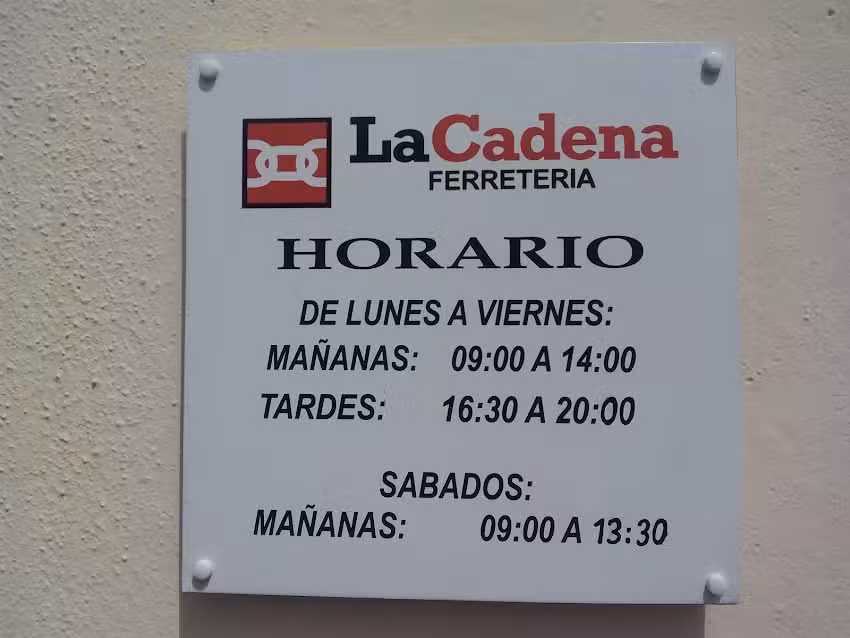 LaCadena
FERRETERIA
HORARIO
DE LUNES A VIERNES:
MAÑANAS: 09:00 A 14:00
TARDES: 16:30 A 20:00
SABADOS:
MAÑANAS: 09:00 A 13:30